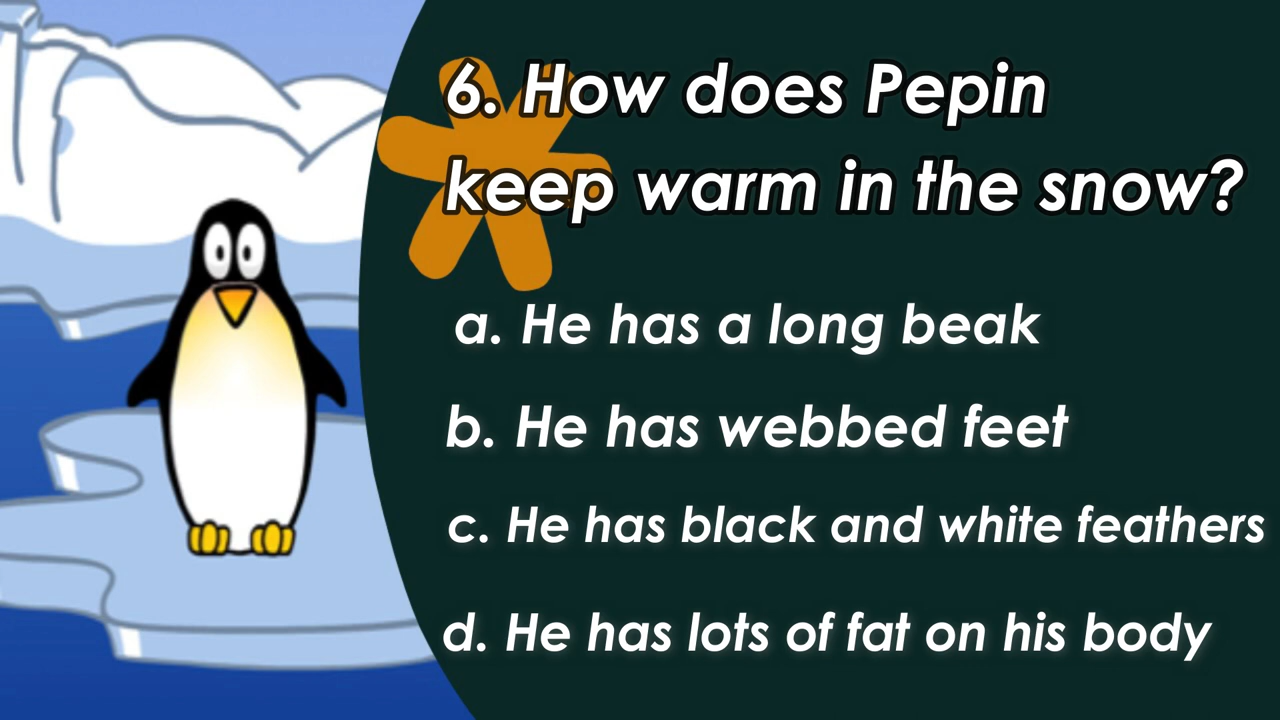 6. How does Pepin
keep warm in the snow?
a. He has a long beak
b. He has webbed feet
c. He has black and white feathers
d. He has lots of fat on his body